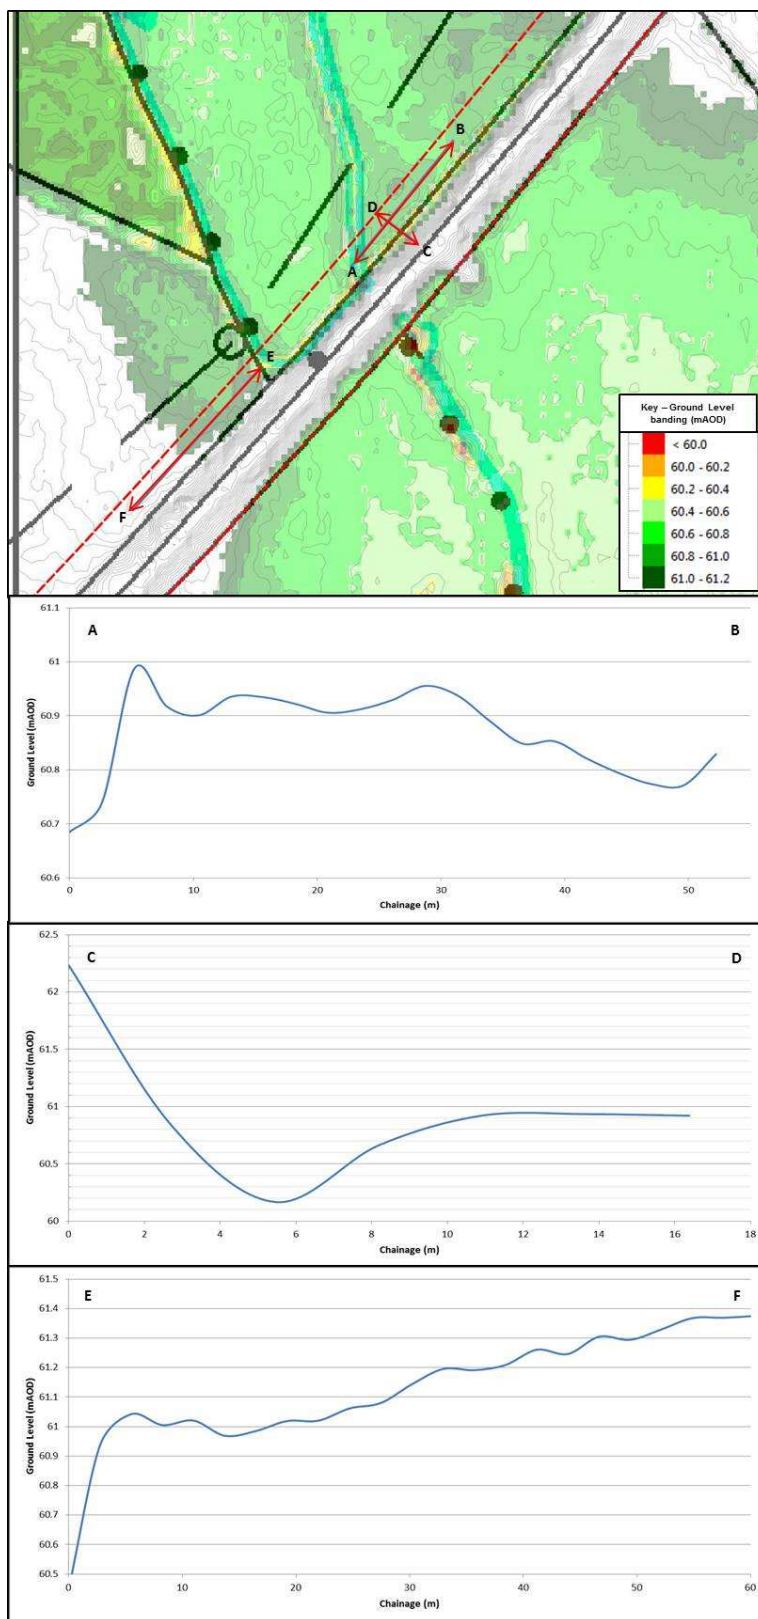 B
D
C
A
E
F
Key – Ground Level
banding (mAOD)
< 60.0
60.0 - 60.2
60.2 - 60.4
60.4 - 60.6
60.6 - 60.8
60.8 - 61.0
61.0 - 61.2
61.1
A
B
61
60.9
Ground Level (mAOD)
60.8
60.7
60.6
0 10 20 30 40 50
Chainage (m)
62.5
C
D
62
61.5
Ground Level (mAOD)
61
60.5
60
0 2 4 6 8 10 12 14 16 18
Chainage (m)
61.5
E
F
61.4
61.3
61.2
61.1
Ground Level (mAOD)
61
60.9
60.8
60.7
60.6
60.5
0 10 20 30 40 50 60
Chainage (m)